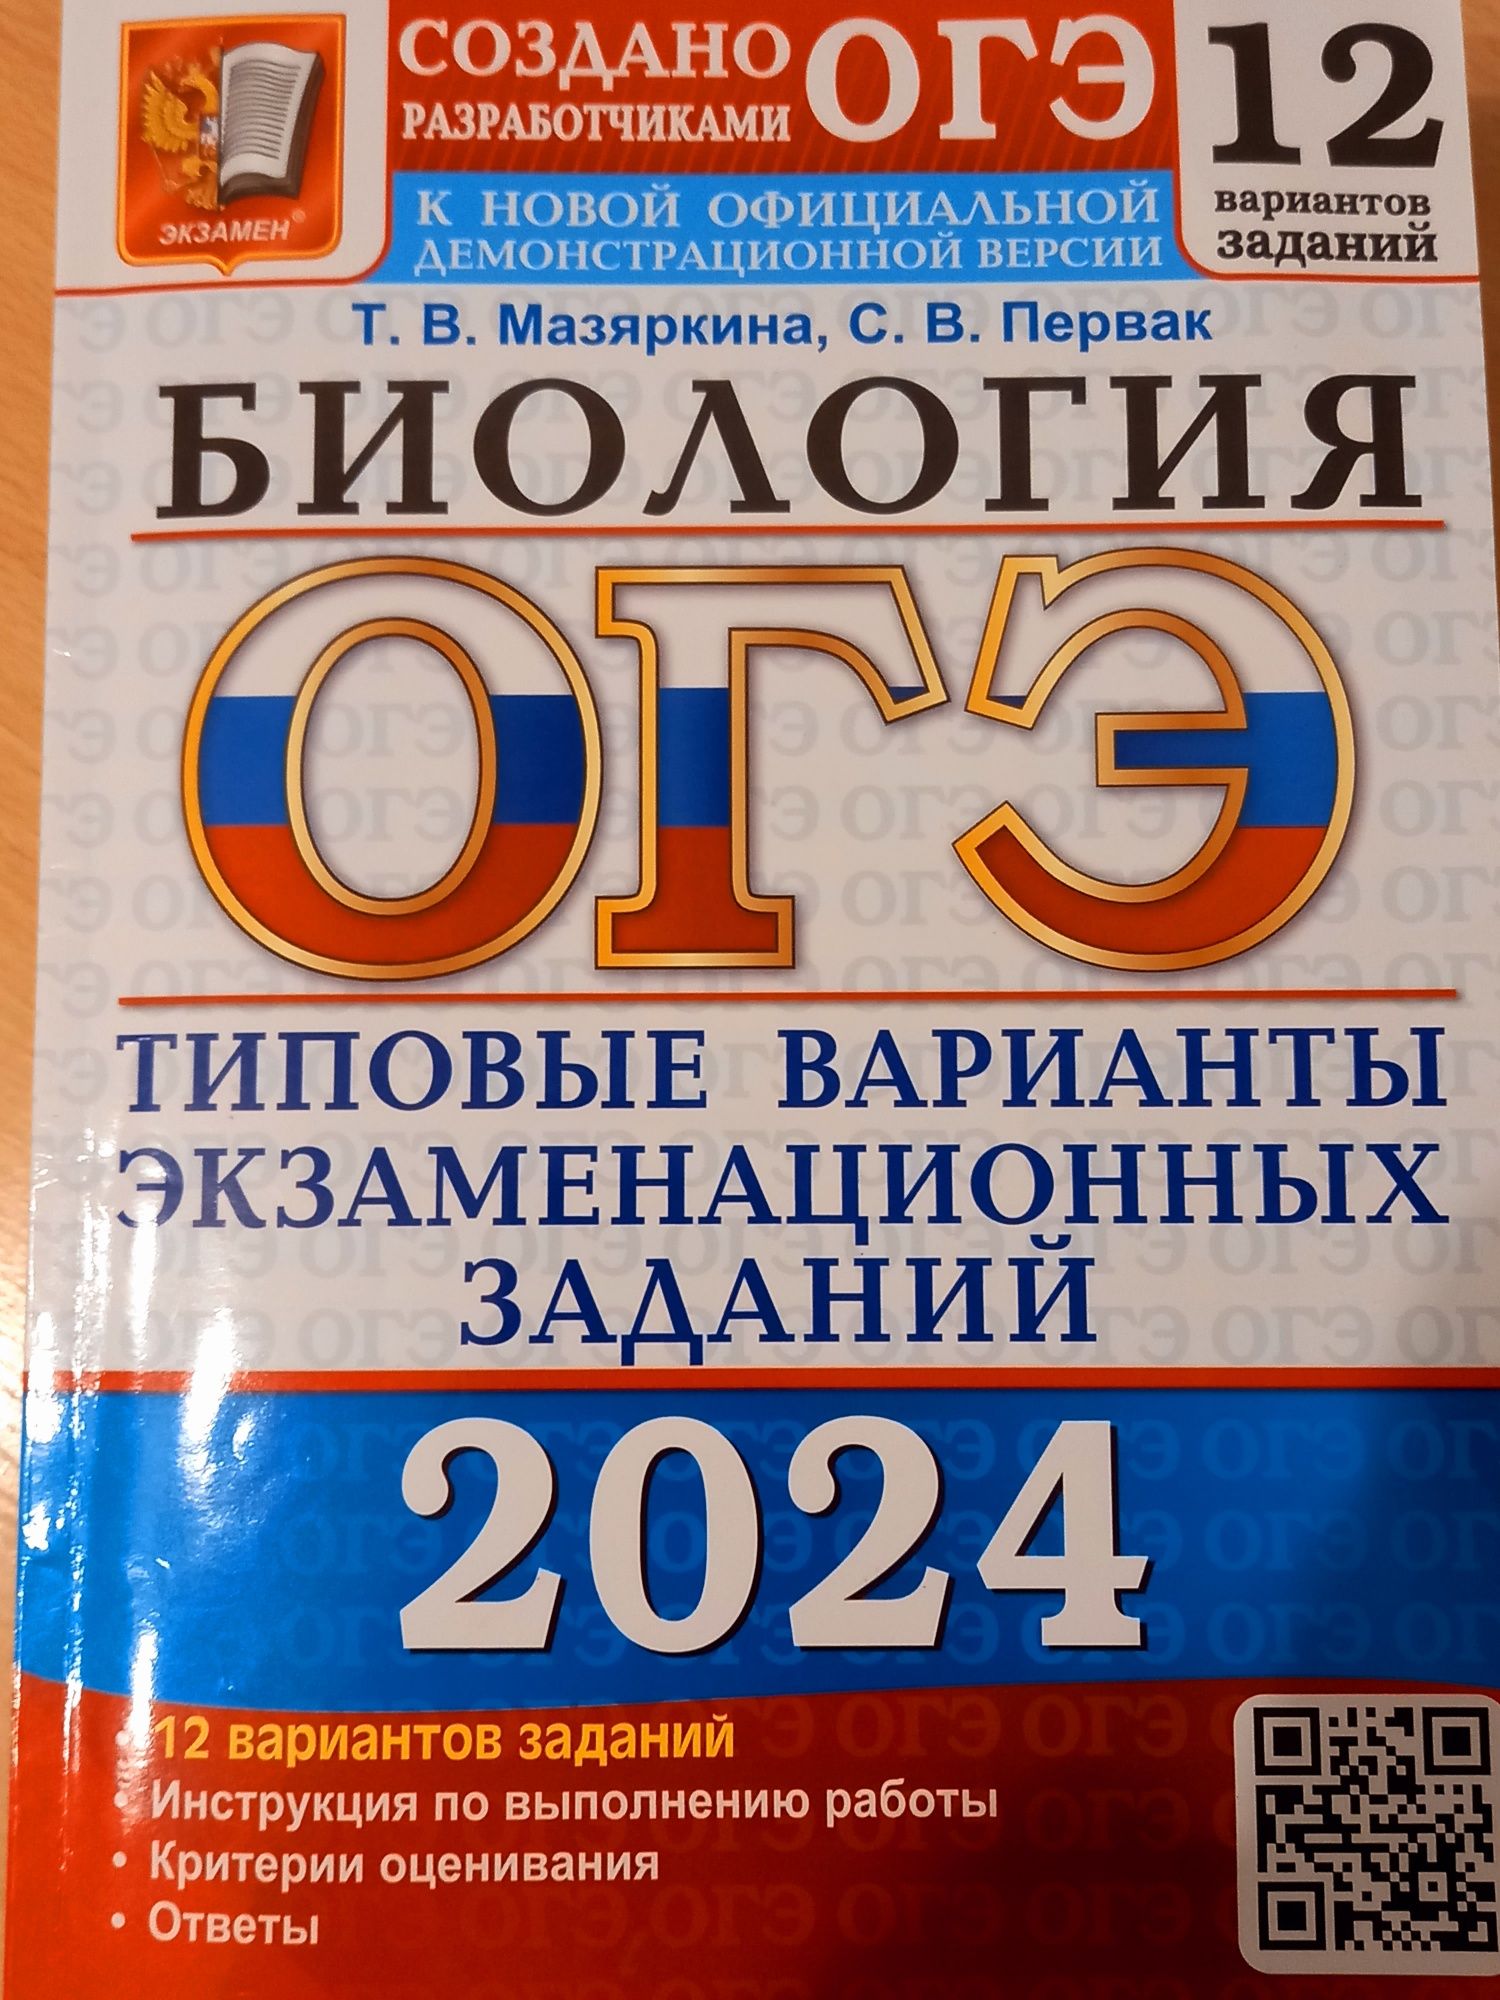 ЭКЗАМЕН®
СОЗДАНО
РАЗРАБОТЧИКАМИ
ОГЭ
12
вариантов
заданий
К НОВОЙ ОФИЦИАЛЬНОЙ
ДЕМОНСТРАЦИОННОЙ ВЕРСИИ
Т. В. Мазяркина, С. В. Первак
БИОЛОГИЯ
ОГЭ
ТИПОВЫЕ ВАРИАНТЫ
ЭКЗАМЕНАЦИОННЫХ
ЗАДАНИЙ
2024
• 12 вариантов заданий
• Инструкция по выполнению работы
• Критерии оценивания
• Ответы